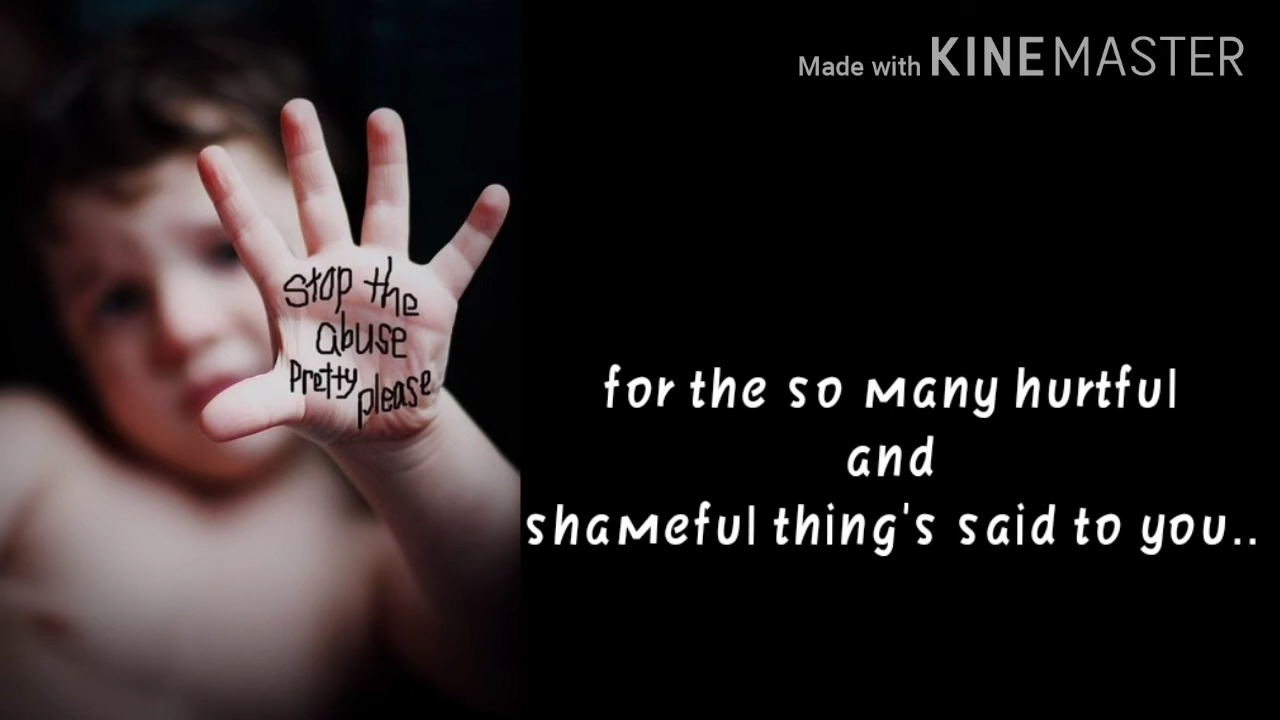 Made with KINEMASTER
stop the
abuse
Pretty please
for the so many hurtful
and
shameful thing's said to you..